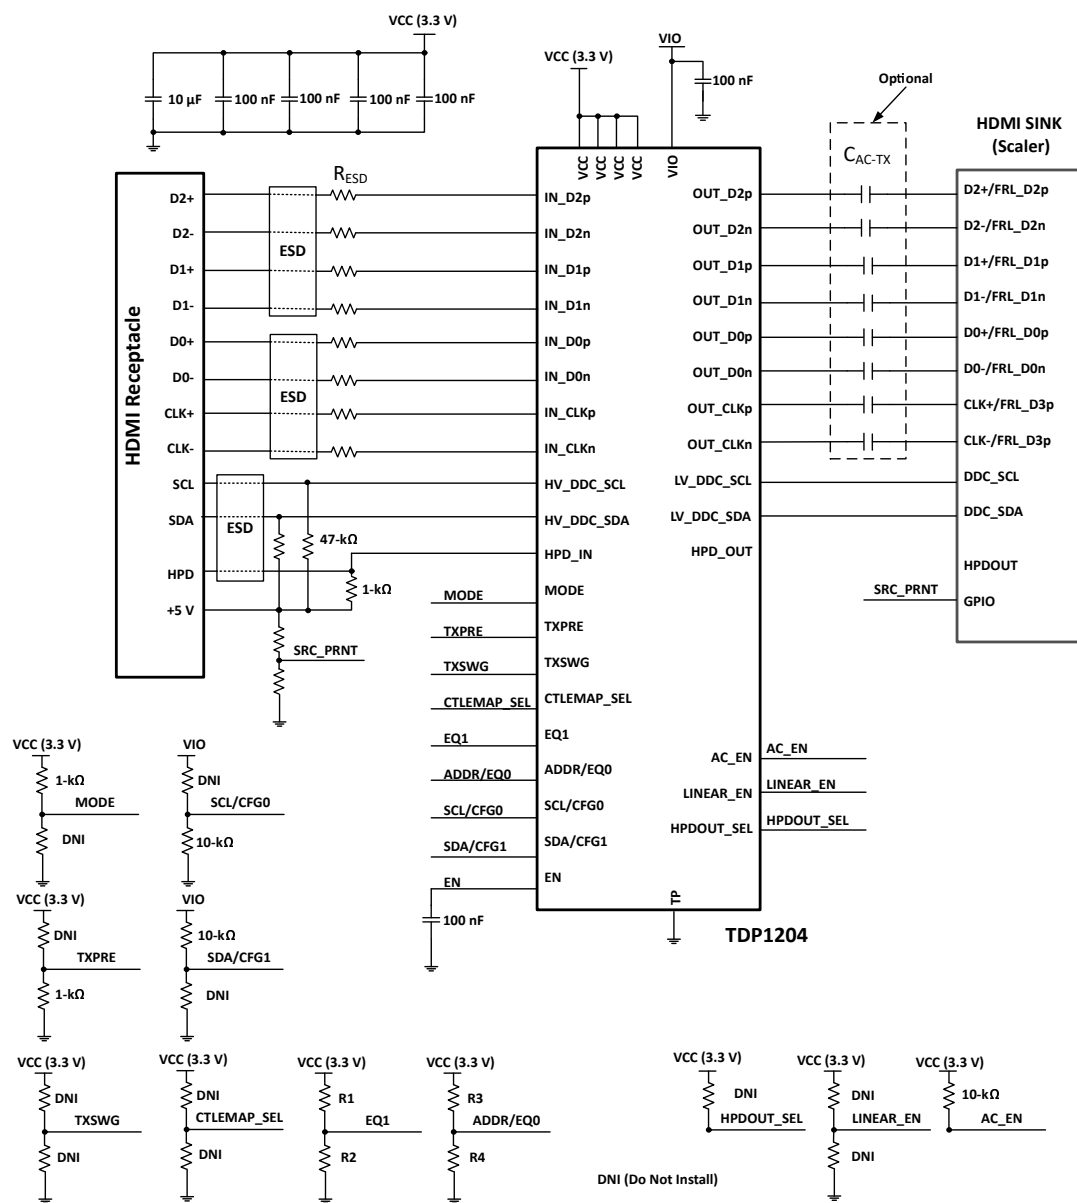 VCC (3.3 V)
10 µF
100 nF
100 nF
100 nF
100 nF
VCC (3.3 V)
VIO
100 nF
VCC
VCC
VCC
VCC
VIO
Optional
CAC-TX
HDMI SINK
(Scaler)
HDMI Receptacle
D2+
D2-
D1+
D1-
D0+
D0-
CLK+
CLK-
SCL
SDA
HPD
+5 V
ESD
ESD
ESD
RESD
47-kΩ
1-kΩ
SRC_PRNT
IN_D2p
IN_D2n
IN_D1p
IN_D1n
IN_D0p
IN_D0n
IN_CLKp
IN_CLKn
HV_DDC_SCL
HV_DDC_SDA
HPD_IN
MODE
MODE
TXPRE
TXPRE
TXSWG
TXSWG
CTLEMAP_SEL
CTLEMAP_SEL
EQ1
EQ1
ADDR/EQ0
ADDR/EQ0
SCL/CFG0
SCL/CFG0
SDA/CFG1
SDA/CFG1
EN
EN
100 nF
OUT_D2p
OUT_D2n
OUT_D1p
OUT_D1n
OUT_D0p
OUT_D0n
OUT_CLKp
OUT_CLKn
LV_DDC_SCL
LV_DDC_SDA
HPD_OUT
AC_EN
AC_EN
LINEAR_EN
LINEAR_EN
HPDOUT_SEL
HPDOUT_SEL
TP
TDP1204
D2+/FRL_D2p
D2-/FRL_D2n
D1+/FRL_D1p
D1-/FRL_D1n
D0+/FRL_D0p
D0-/FRL_D0n
CLK+/FRL_D3p
CLK-/FRL_D3p
DDC_SCL
DDC_SDA
HPDOUT
SRC_PRNT
GPIO
VCC (3.3 V)
1-kΩ
MODE
DNI
VIO
DNI
SCL/CFG0
10-kΩ
VCC (3.3 V)
DNI
TXPRE
1-kΩ
VIO
10-kΩ
SDA/CFG1
DNI
VCC (3.3 V)
DNI
TXSWG
DNI
VCC (3.3 V)
DNI
CTLEMAP_SEL
DNI
VCC (3.3 V)
R1
EQ1
R2
VCC (3.3 V)
R3
ADDR/EQ0
R4
VCC (3.3 V)
DNI
HPDOUT_SEL
VCC (3.3 V)
DNI
LINEAR_EN
DNI
VCC (3.3 V)
10-kΩ
AC_EN
DNI (Do Not Install)